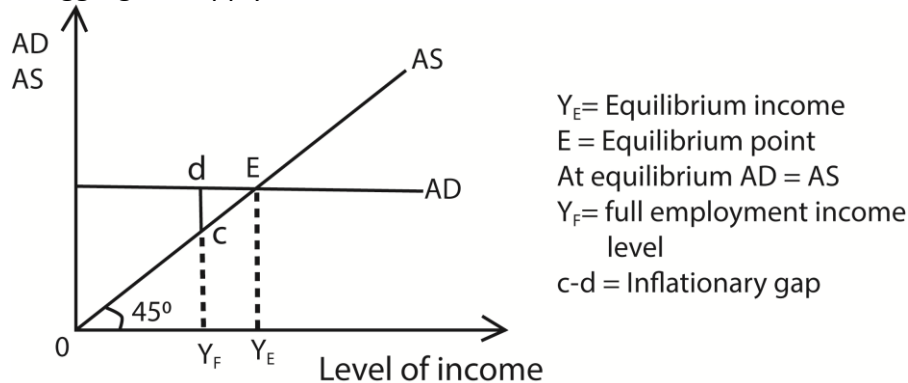 AD
AS
AS
d
E
AD
c
45⁰
0
Y_F
Y_E
Level of income
Y_E= Equilibrium income
E = Equilibrium point
At equilibrium AD = AS
Y_F= full employment income
level
c-d = Inflationary gap